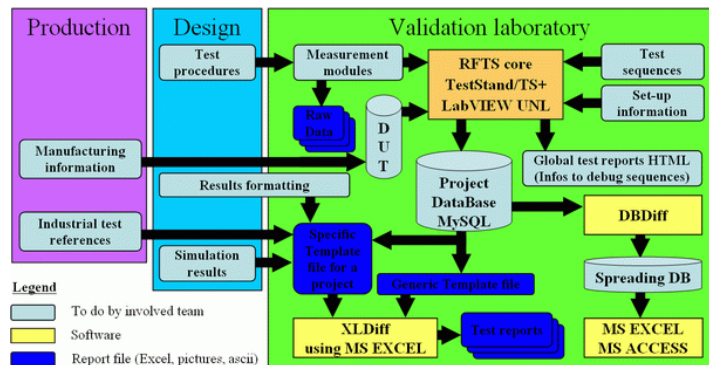 Production
Design
Validation laboratory
Test
procedures
Measurement
modules
RFTS core
TestStand/TS+
LabVIEW UNL
Test
sequences
Set-up
information
Raw
Data
D
U
T
Manufacturing
information
Global test reports HTML
(Infos to debug sequences)
Results formatting
Project
DataBase
MySQL
DBDiff
Industrial test
references
Specific
Template
file for a
project
Simulation
results
Generic Template file
Spreading DB
Legend
To do by involved team
Software
Report file (Excel, pictures, ascii)
XLDiff
using MS EXCEL
Test reports
MS EXCEL
MS ACCESS